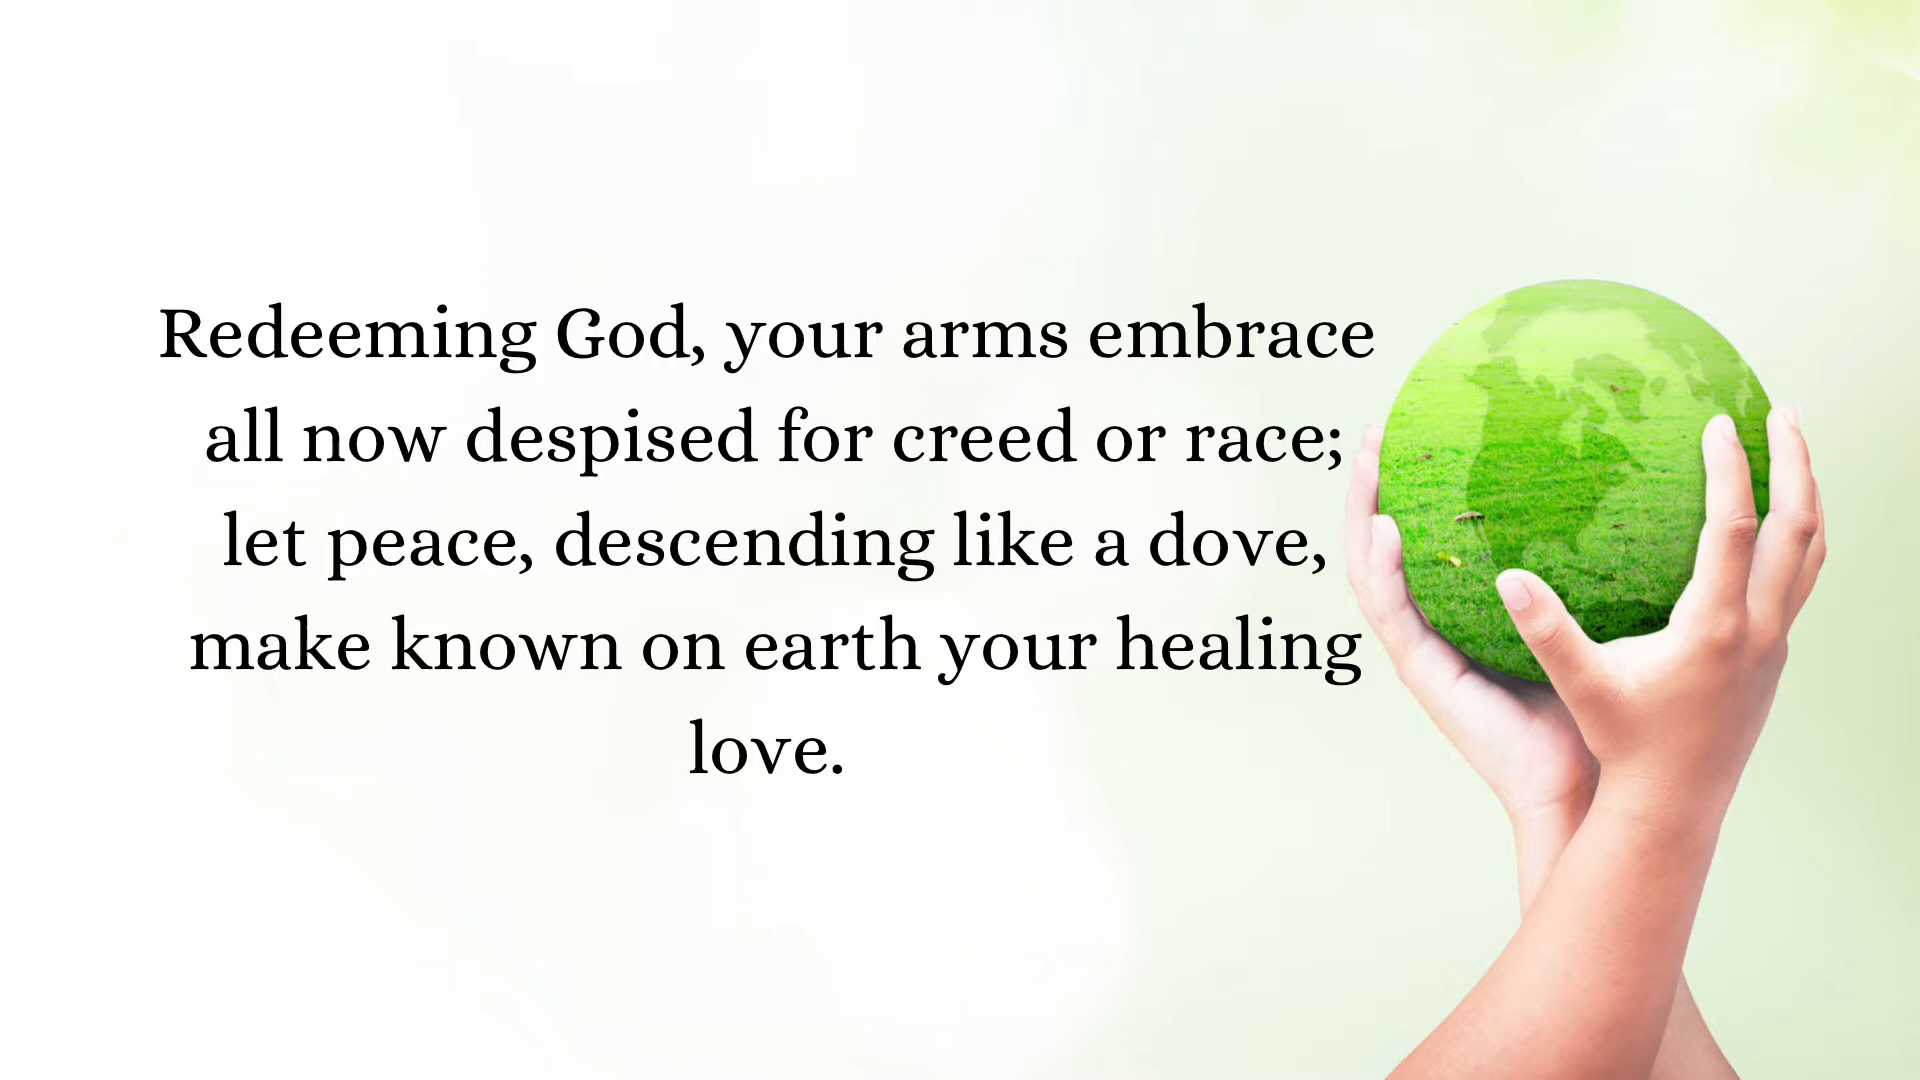 Redeeming God, your arms embrace
all now despised for creed or race;
let peace, descending like a dove,
make known on earth your healing
love.